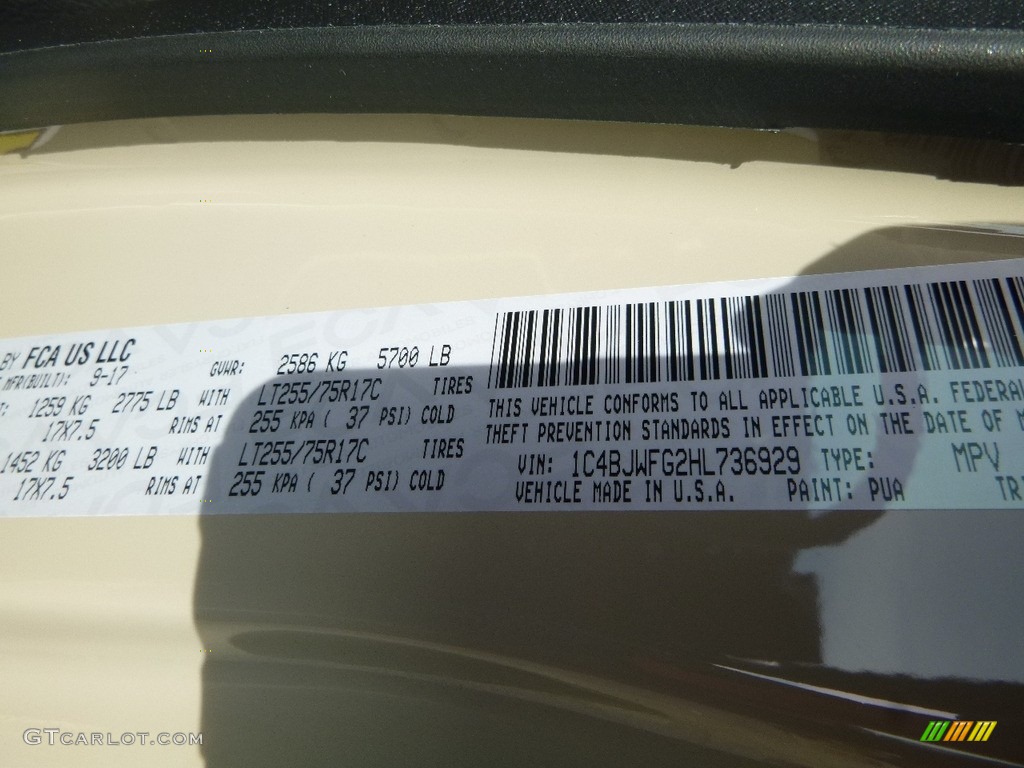 BY FCA US LLC
MFR(BUILT): 9-17 GVWR: 2586 KG 5700 LB
1259 KG 2775 LB WITH LT255/75R17C TIRES
17X7.5 RIMS AT 255 KPA ( 37 PSI) COLD
1452 KG 3200 LB WITH LT255/75R17C TIRES
17X7.5 RIMS AT 255 KPA ( 37 PSI) COLD
THIS VEHICLE CONFORMS TO ALL APPLICABLE U.S.A. FEDERAL
THEFT PREVENTION STANDARDS IN EFFECT ON THE DATE OF M
VIN: 1C4BJWFG2HL736929 TYPE: MPV
VEHICLE MADE IN U.S.A. PAINT: PUA TR
GTCARLOT.COM